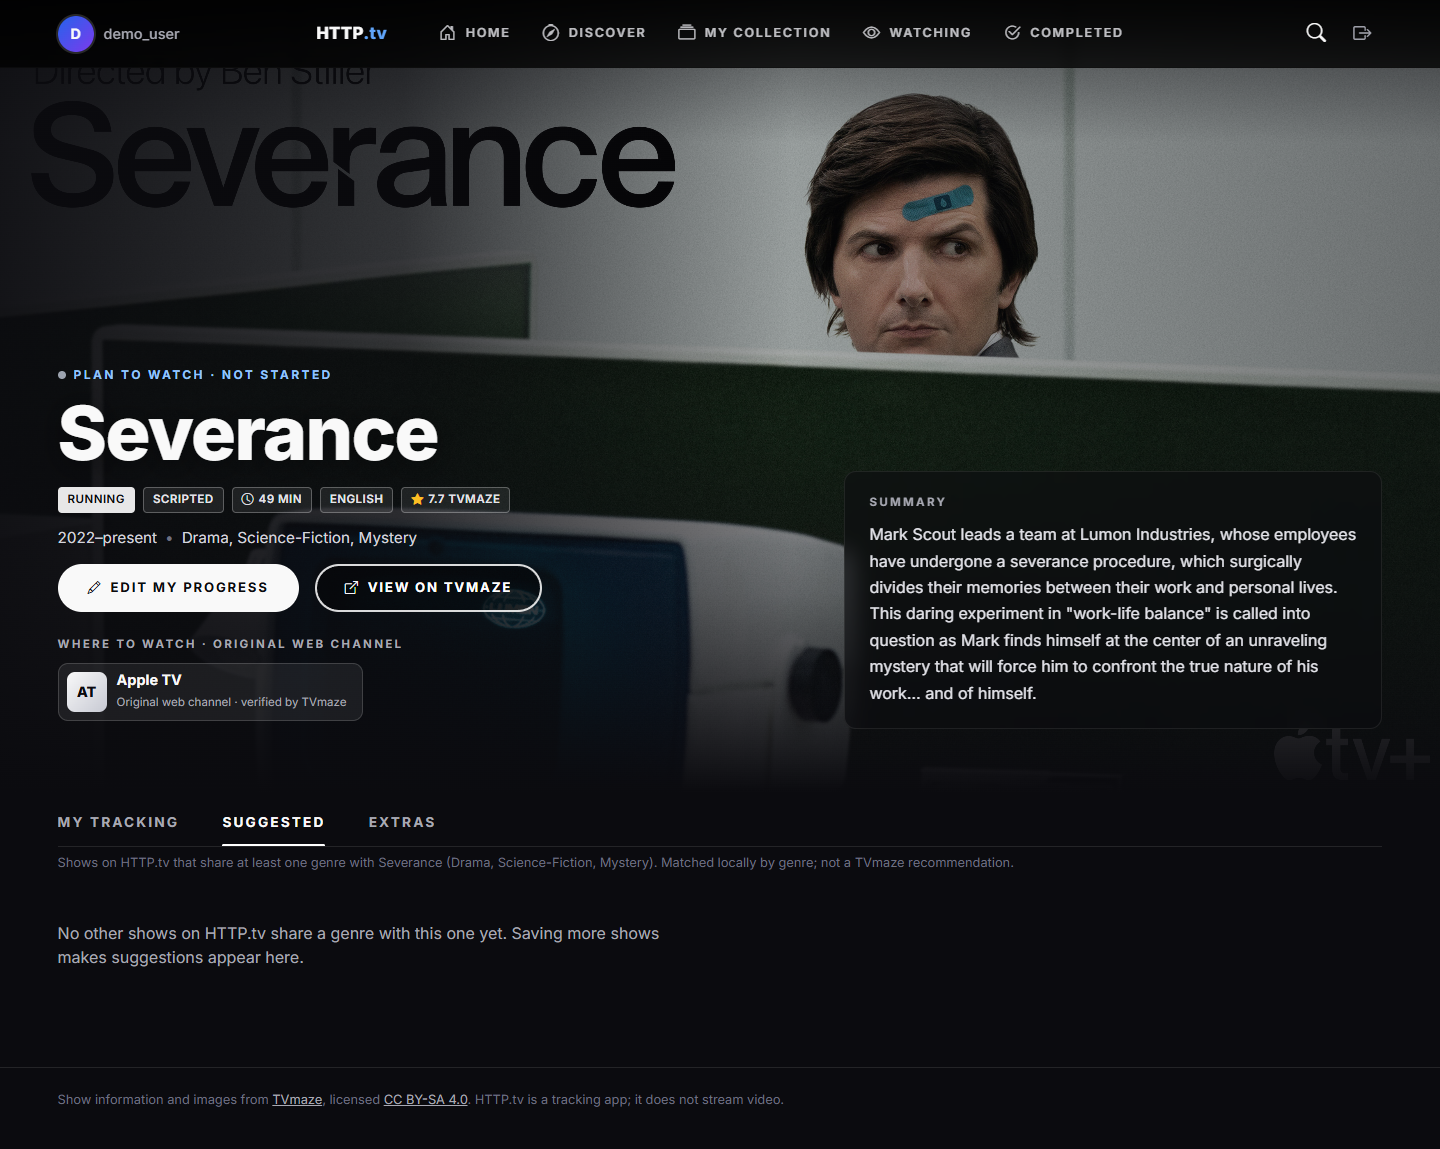 D demo_user HTTP.tv HOME DISCOVER MY COLLECTION WATCHING COMPLETED
Directed by Ben Stiller
Severance
PLAN TO WATCH · NOT STARTED
Severance
RUNNING SCRIPTED 49 MIN ENGLISH 7.7 TVMAZE
2022–present • Drama, Science-Fiction, Mystery
EDIT MY PROGRESS VIEW ON TVMAZE
WHERE TO WATCH · ORIGINAL WEB CHANNEL
AT Apple TV
Original web channel · verified by TVmaze
SUMMARY
Mark Scout leads a team at Lumon Industries, whose employees
have undergone a severance procedure, which surgically
divides their memories between their work and personal lives.
This daring experiment in "work-life balance" is called into
question as Mark finds himself at the center of an unraveling
mystery that will force him to confront the true nature of his
work... and of himself.
tv+
MY TRACKING SUGGESTED EXTRAS
Shows on HTTP.tv that share at least one genre with Severance (Drama, Science-Fiction, Mystery). Matched locally by genre; not a TVmaze recommendation.
No other shows on HTTP.tv share a genre with this one yet. Saving more shows
makes suggestions appear here.
Show information and images from TVmaze, licensed CC BY-SA 4.0. HTTP.tv is a tracking app; it does not stream video.